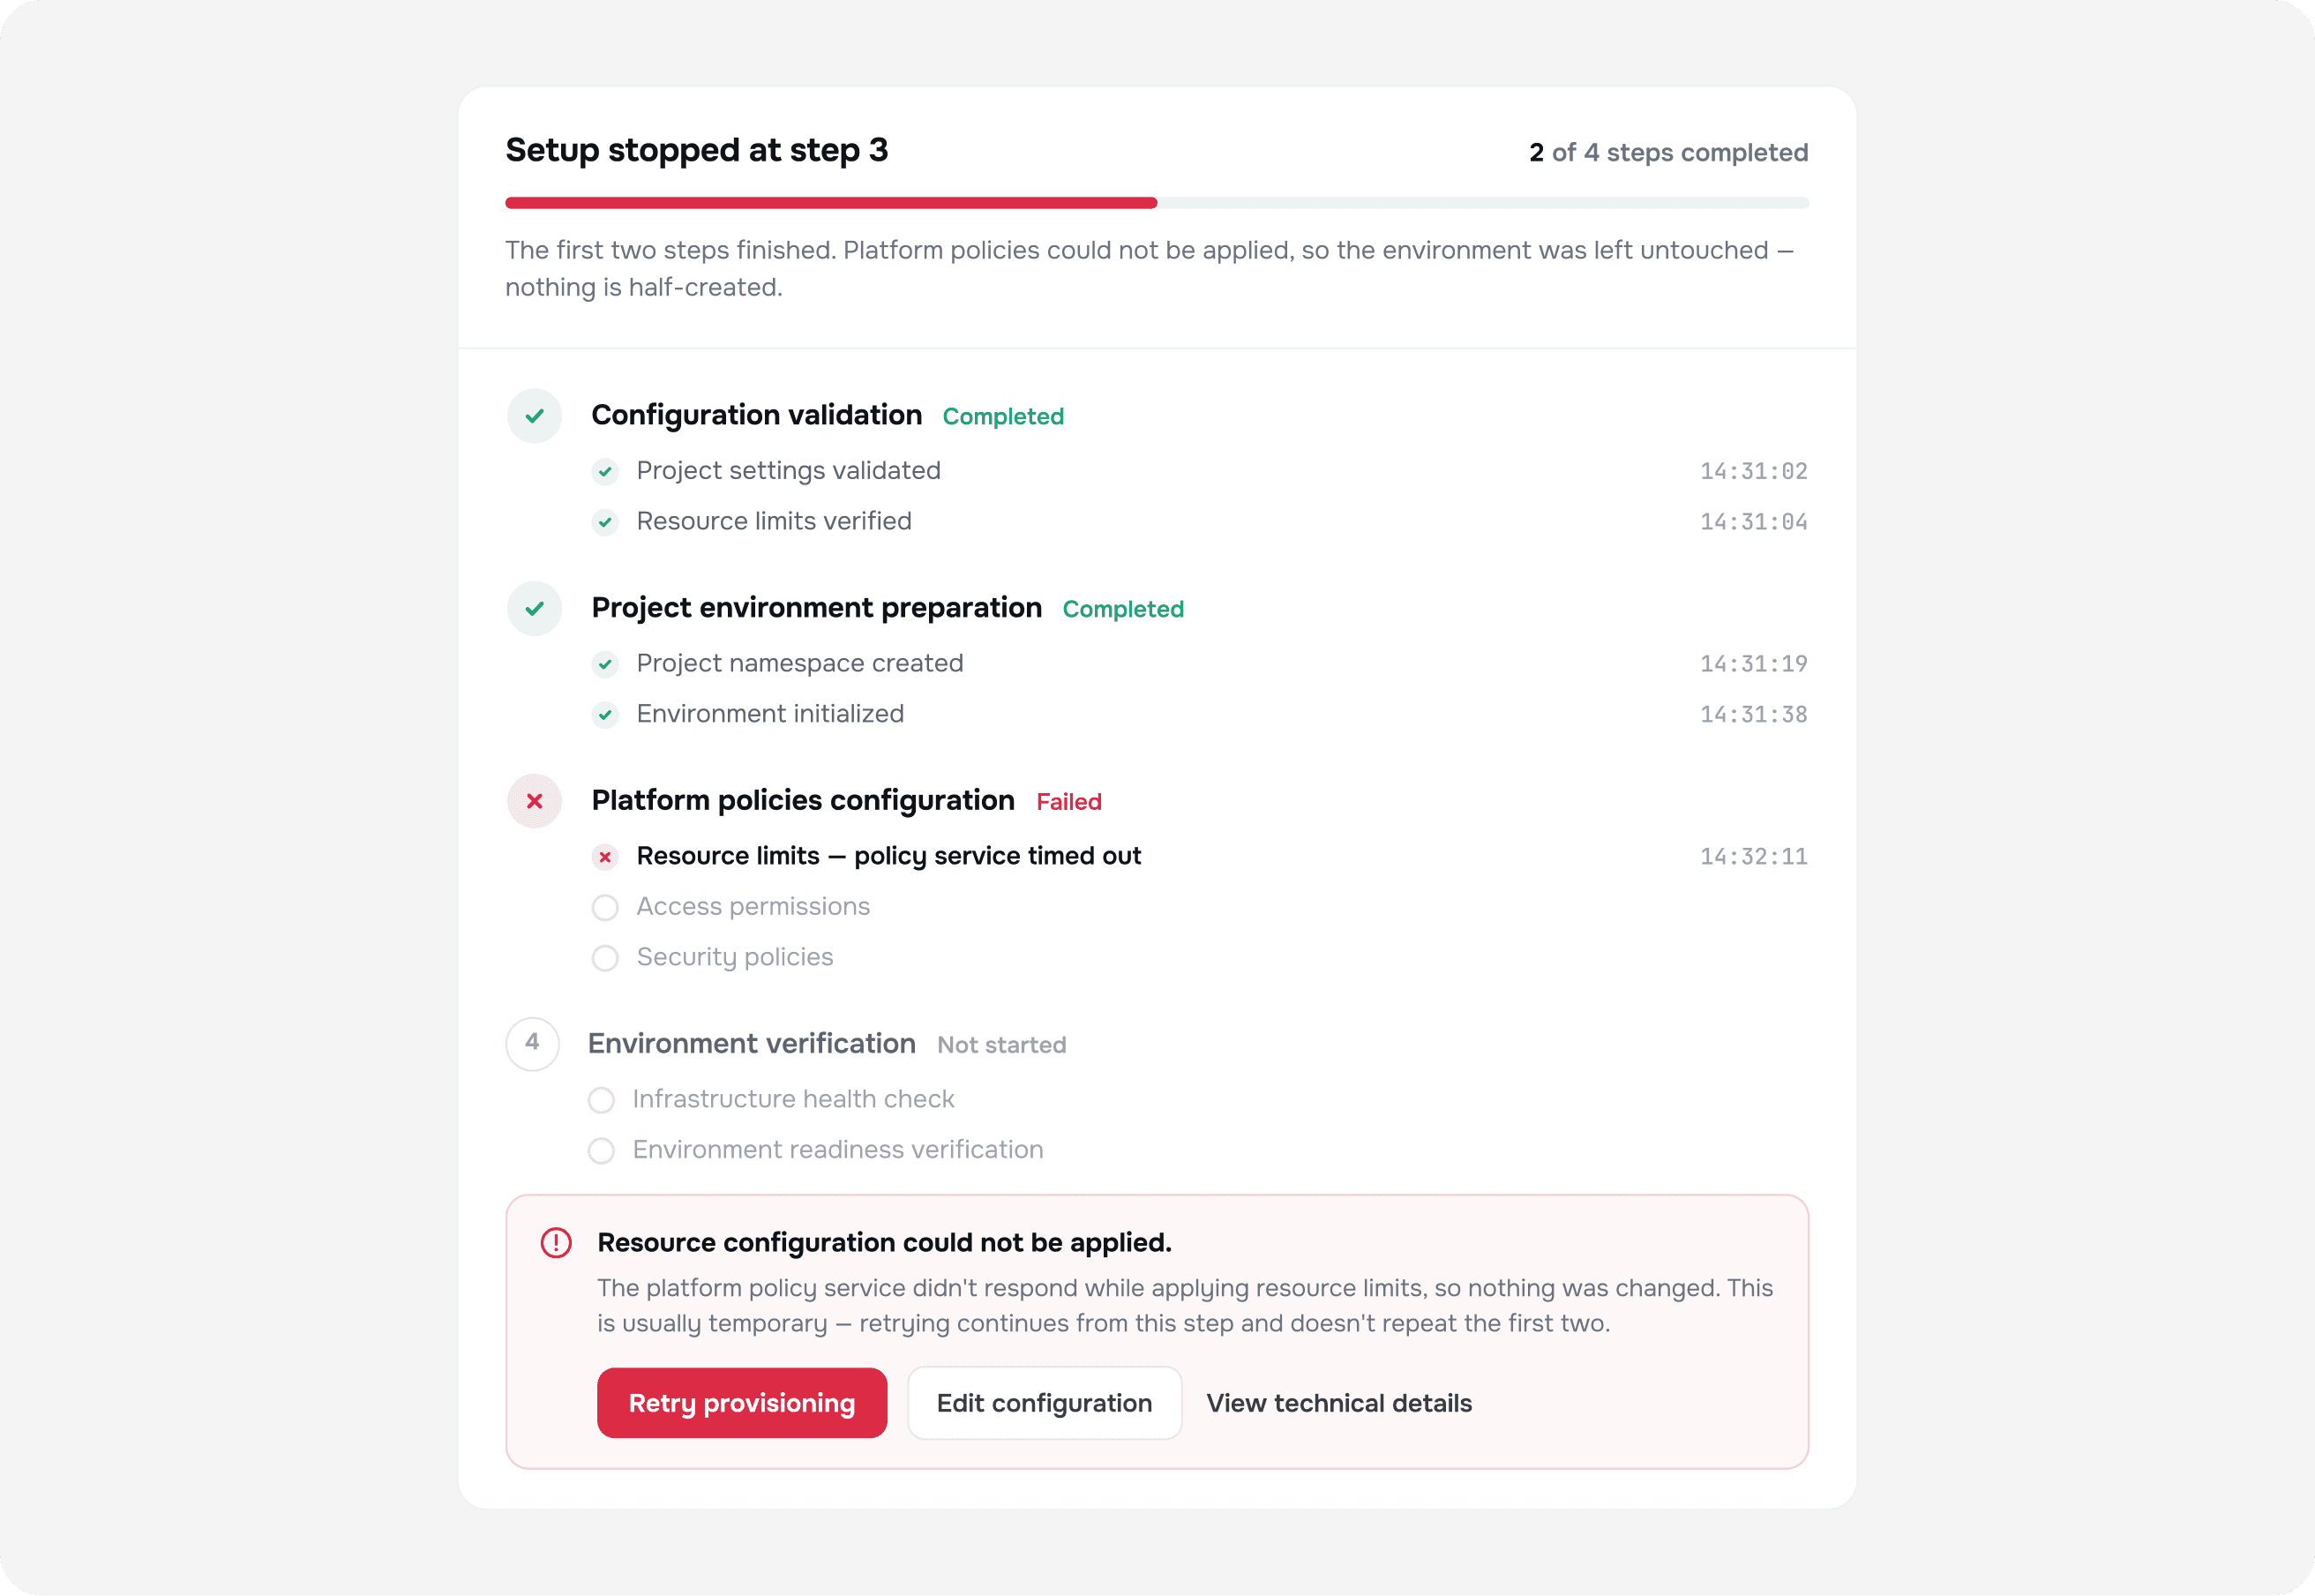 Setup stopped at step 3
2 of 4 steps completed
The first two steps finished. Platform policies could not be applied, so the environment was left untouched —
nothing is half-created.
Configuration validation Completed
Project settings validated 14:31:02
Resource limits verified 14:31:04
Project environment preparation Completed
Project namespace created 14:31:19
Environment initialized 14:31:38
Platform policies configuration Failed
Resource limits — policy service timed out 14:32:11
Access permissions
Security policies
4 Environment verification Not started
Infrastructure health check
Environment readiness verification
Resource configuration could not be applied.
The platform policy service didn't respond while applying resource limits, so nothing was changed. This
is usually temporary — retrying continues from this step and doesn't repeat the first two.
Retry provisioning Edit configuration View technical details